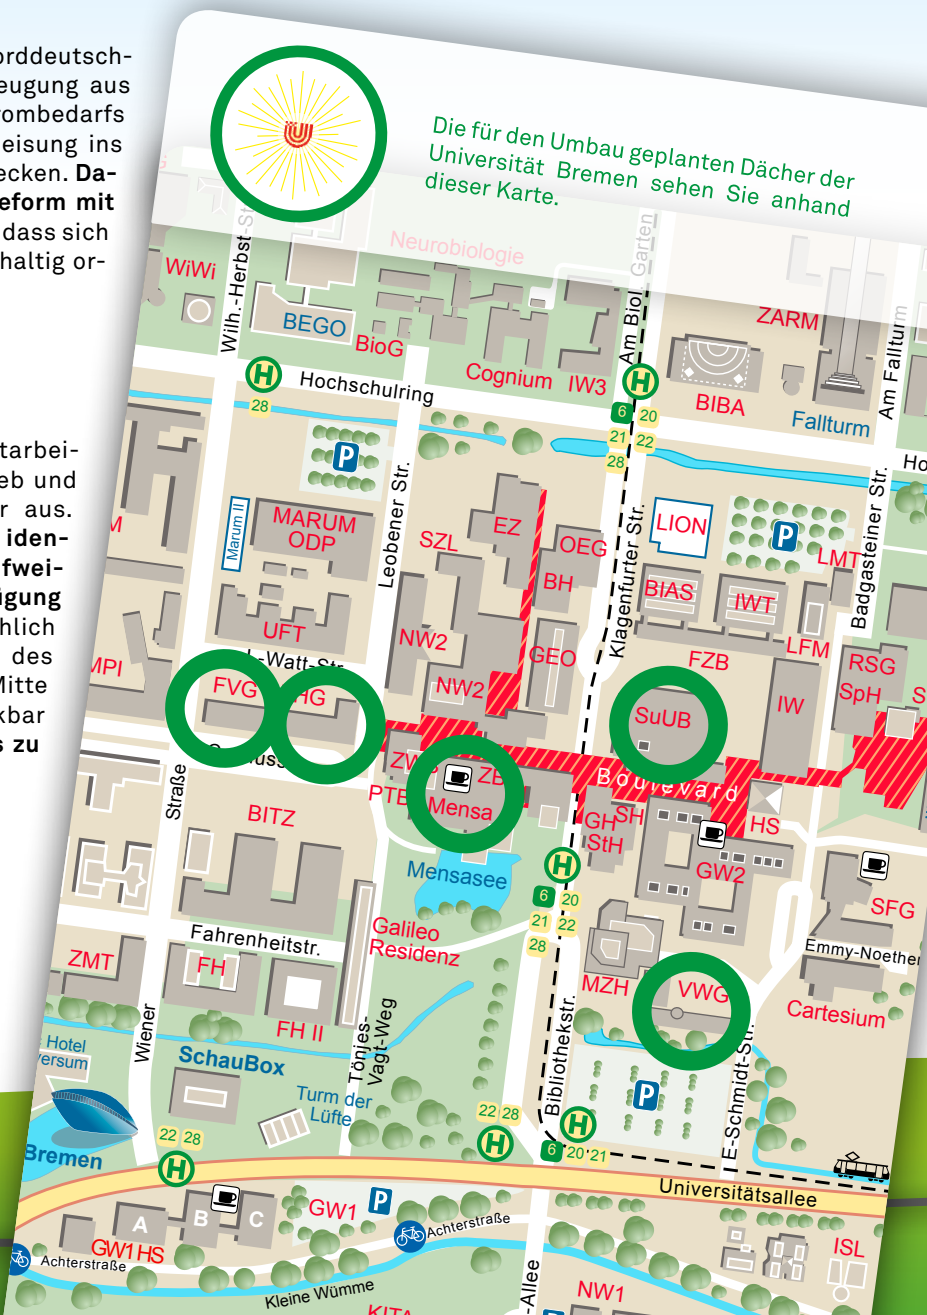 orddeutsch-
eugung aus
rombedarfs
eisung ins
ecken. Da-
eform mit
dass sich
haltig or-
tarbei-
eb und
r aus.
iden-
fwei-
ügung
hlich
des
Mitte
kbar
s zu
Die für den Umbau geplanten Dächer der
Universität Bremen sehen Sie anhand
dieser Karte.
Neurobiologie
WiWi
Wilh.-Herbst-St
BEGO
BioG
Cognium
IW3
Am Biol. Garten
ZARM
BIBA
Fallturm
Am Fallturm
H
28
Hochschulring
H
6 20
21 22
28
Ho
P
MARUM
ODP
Marum II
Leobener Str.
SZL
EZ
OEG
BH
Klagenfurter Str.
LION
P
LMT
Badgasteiner Str.
M
UFT
NW2
NW2
GEO
BIAS
IWT
FZB
LFM
RSG
SpH
S
MPI
-Watt-Str
FVG
HG
SuUB
IW
Boulevard
ZW
ZB
PTB
Mensa
Straße
BITZ
GH
SH
StH
HS
GW2
Mensasee
H
6 20
21 22
28
SFG
Emmy-Noether
Fahrenheitstr.
Galileo
Residenz
ZMT
FH
FH II
MZH
VWG
Cartesium
Wiener
Tönjes-
Vagt-Weg
Bibliothekstr.
E-Schmidt-Str.
P
Hotel
versum
SchauBox
Turm der
Lüfte
Bremen
22 28
H
22 28
H
H
6 20 21
Universitätsallee
A
B
C
GW1 HS
GW1
P
Achterstraße
Achterstraße
Kleine Wümme
-Allee
NW1
ISL
KITA